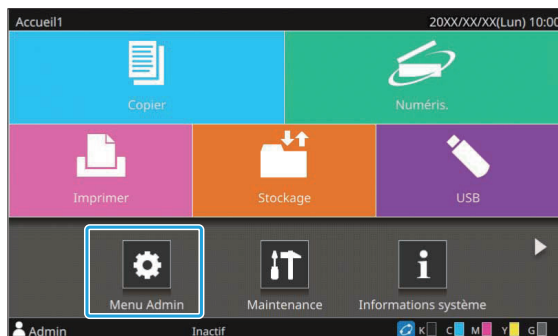 Accueil1 20XX/XX/XX(Lun) 10:00
Copier Numéris.
Imprimer Stockage USB
Menu Admin Maintenance Informations système
Admin Inactif K C M Y G